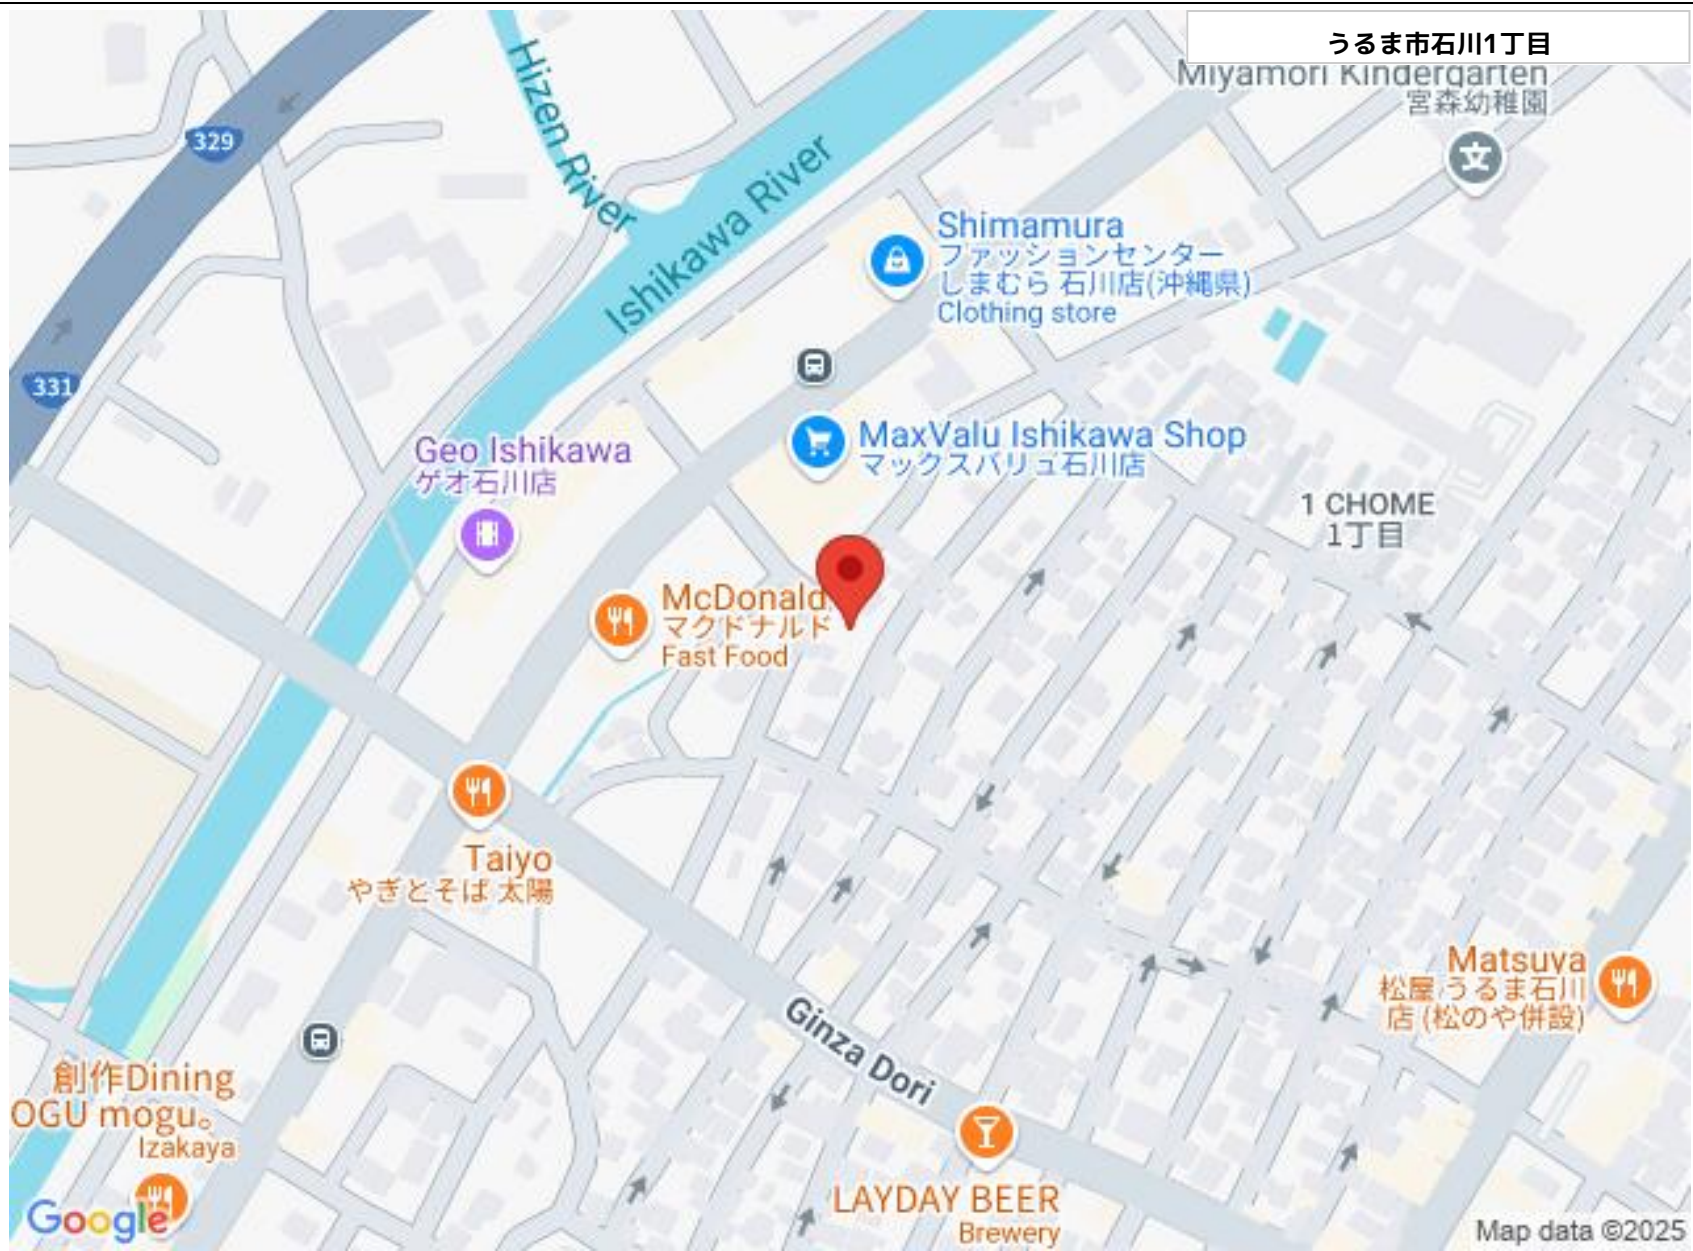 うるま市石川1丁目
Miyamori Kindergarten
宮森幼稚園
Hizen River
329
Ishikawa River
Shimamura
ファッションセンター
しまむら 石川店(沖縄県)
Clothing store
331
Geo Ishikawa
ゲオ石川店
MaxValu Ishikawa Shop
マックスバリュ石川店
1 CHOME
1丁目
McDonald
マクドナルド
Fast Food
Taiyo
やぎとそば 太陽
Matsuya
松屋 うるま石川
店 (松のや併設)
Ginza Dori
創作Dining
OGU mogu。
Izakaya
LAYDAY BEER
Brewery
Google
Map data ©2025